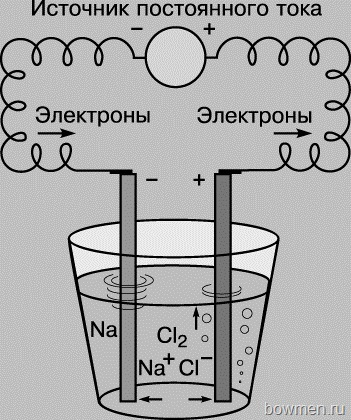 Источник постоянного тока
− +
Электроны Электроны
− +
Na
Cl₂
Na⁺ Cl⁻
bowmen.ru